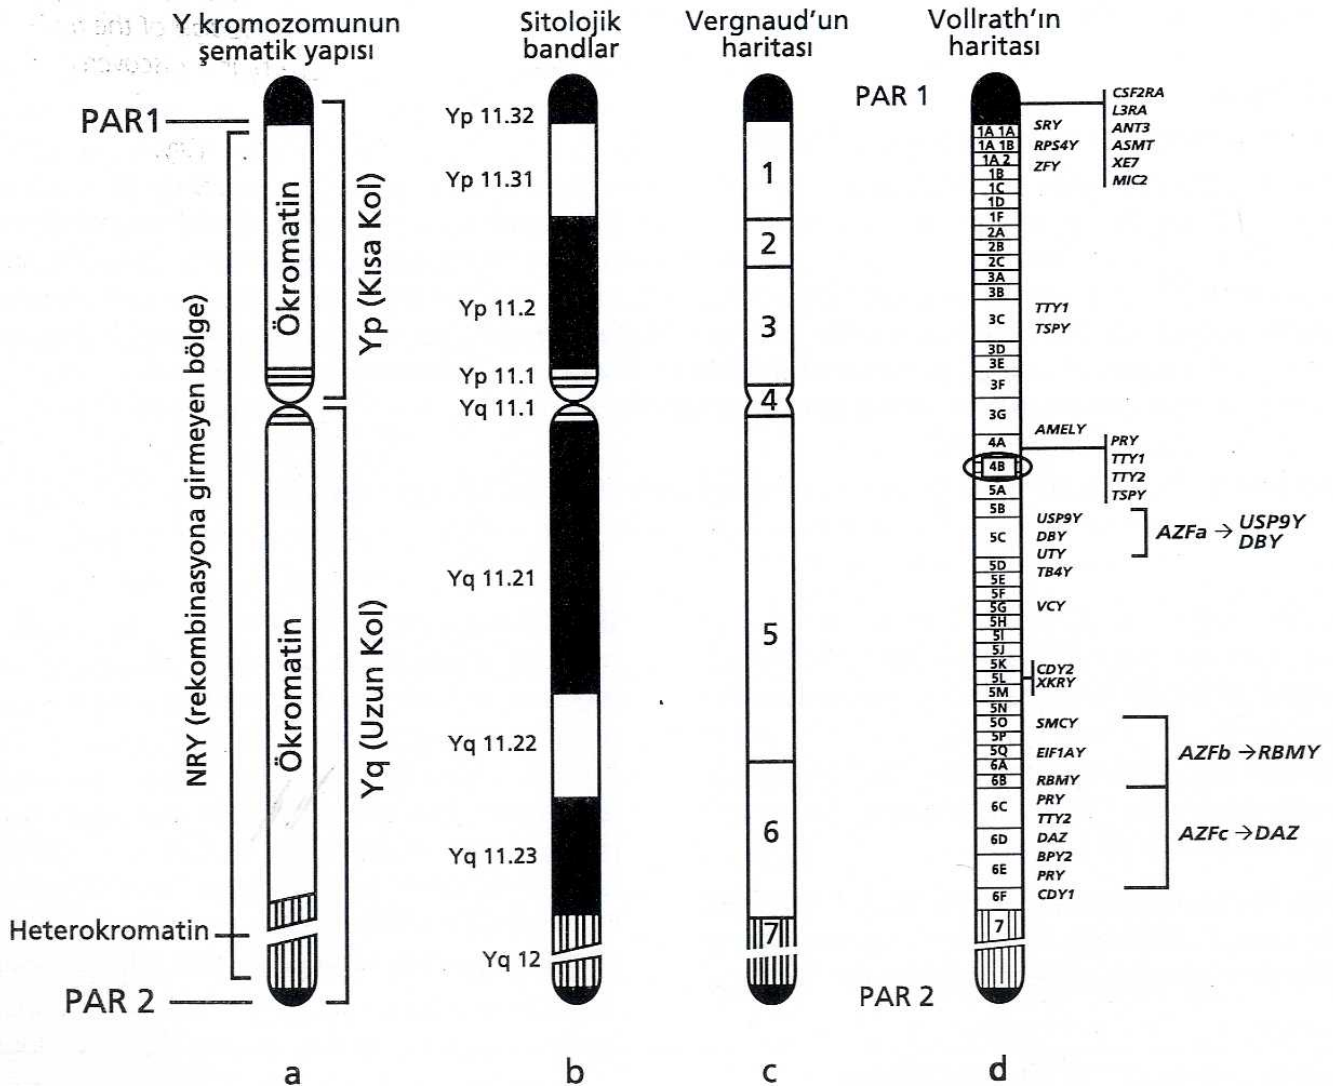 Y kromozomunun
şematik yapısı
PAR1
NRY (rekombinasyona girmeyen bölge)
Ökromatin
Yp (Kısa Kol)
Ökromatin
Yq (Uzun Kol)
Heterokromatin
PAR 2
a
Sitolojik
bandlar
Yp 11.32
Yp 11.31
Yp 11.2
Yp 11.1
Yq 11.1
Yq 11.21
Yq 11.22
Yq 11.23
Yq 12
b
Vergnaud'un
haritası
1
2
3
4
5
6
7
c
Vollrath'ın
haritası
PAR 1
1A 1A
1A 1B
1A 2
1B
1C
1D
1F
2A
2B
2C
3A
3B
3C
3D
3E
3F
3G
4A
4B
5A
5B
5C
5D
5E
5F
5G
5H
5I
5J
5K
5L
5M
5N
5O
5P
5Q
6A
6B
6C
6D
6E
6F
7
PAR 2
SRY
RPS4Y
ZFY
CSF2RA
L3RA
ANT3
ASMT
XE7
MIC2
TTY1
TSPY
AMELY
PRY
TTY1
TTY2
TSPY
USP9Y
DBY
UTY
AZFa → USP9Y
DBY
TB4Y
VCY
CDY2
XKRY
SMCY
EIF1AY
RBMY
AZFb → RBMY
PRY
TTY2
DAZ
BPY2
PRY
CDY1
AZFc → DAZ
d